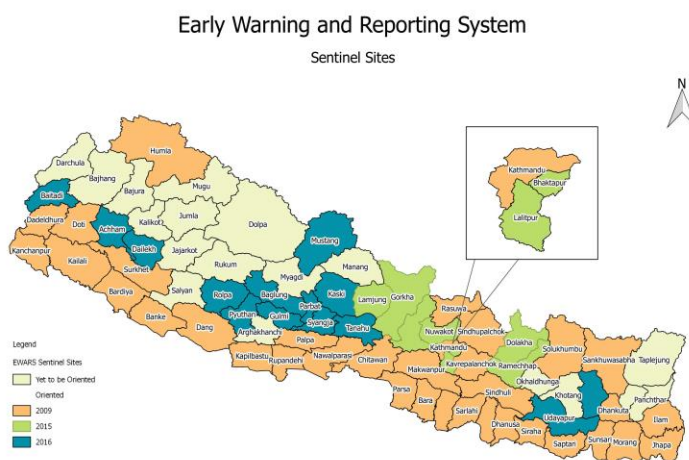 Early Warning and Reporting System
Sentinel Sites
N
Humla
Darchula
Bajhang
Bajura
Mugu
Baitadi
Dadeldhura
Doti
Achham
Kalikot
Jumla
Dolpa
Mustang
Kanchanpur
Kailali
Dailekh
Jajarkot
Surkhet
Rukum
Myagdi
Manang
Bardiya
Salyan
Rolpa
Baglung
Parbat
Kaski
Lamjung
Gorkha
Banke
Dang
Pyuthan
Gulmi
Syangja
Tanahu
Arghakhanchi
Palpa
Kapilbastu
Rupandehi
Nawalparasi
Chitawan
Rasuwa
Nuwakot
Sindhupalchok
Kathmandu
Kavrepalanchok
Makwanpur
Dolakha
Ramechhap
Solukhumbu
Sankhuwasabha
Taplejung
Okhaldhunga
Khotang
Panchthar
Parsa
Bara
Sarlahi
Sindhuli
Dhanusa
Siraha
Udayapur
Saptari
Dhankuta
Sunsari
Morang
Ilam
Jhapa
Kathmandu
Bhaktapur
Lalitpur
Legend
EWARS Sentinel Sites
Yet to be Oriented
Oriented
2009
2015
2016